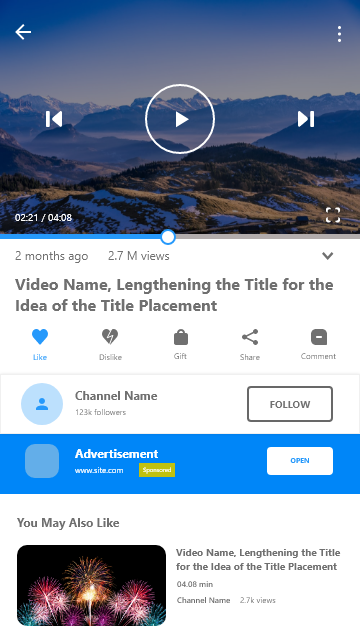 02:21 / 04:08
2 months ago 2.7 M views
Video Name, Lengthening the Title for the
Idea of the Title Placement
Like Dislike Gift Share Comment
Channel Name
123k followers
FOLLOW
Advertisement
www.site.com Sponsored
OPEN
You May Also Like
Video Name, Lengthening the Title
for the Idea of the Title Placement
04.08 min
Channel Name 2.7k views